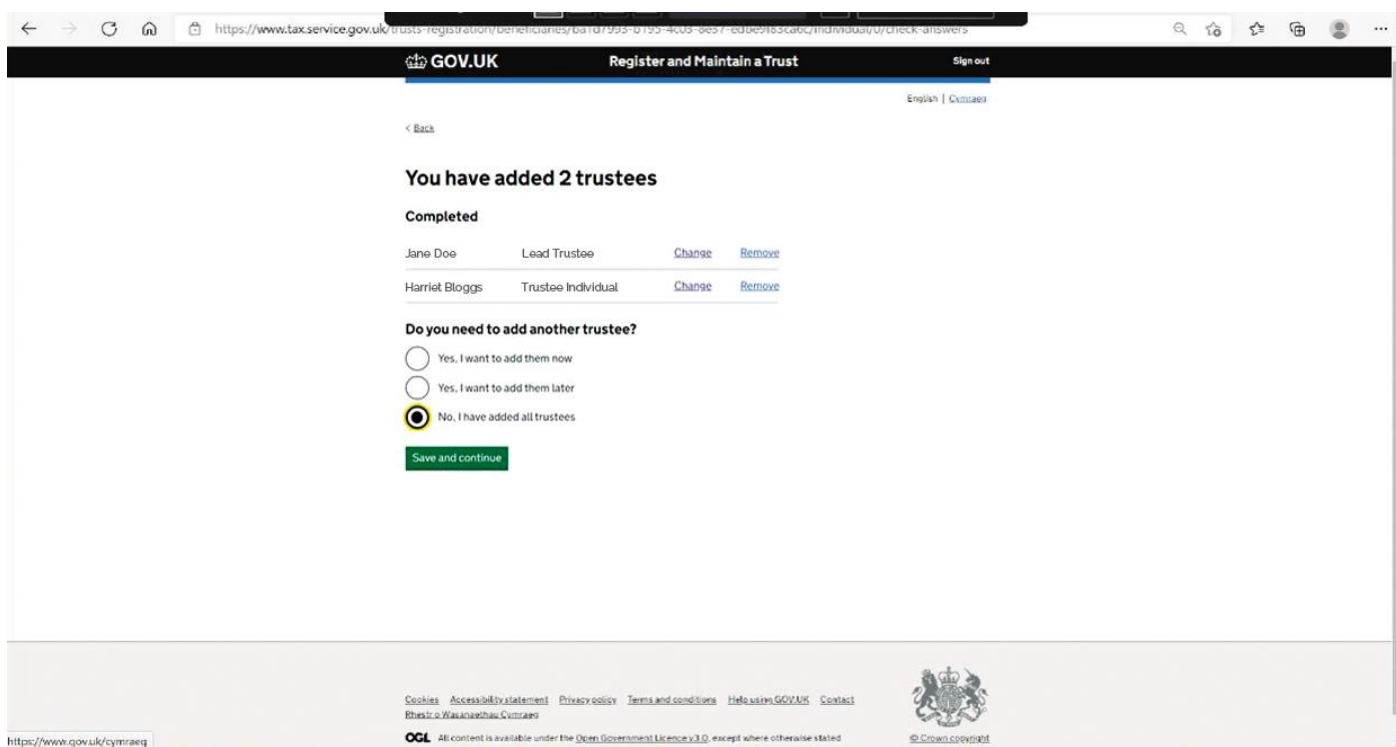 https://www.tax.service.gov.uk/trusts-registration/beneficiaries/
GOV.UK Register and Maintain a Trust Sign out
English | Cymraeg
< Back
You have added 2 trustees
Completed
Jane Doe Lead Trustee Change Remove
Harriet Bloggs Trustee Individual Change Remove
Do you need to add another trustee?
Yes, I want to add them now
Yes, I want to add them later
No, I have added all trustees
Save and continue
Cookies Accessibility statement Privacy policy Terms and conditions Help using GOV.UK Contact
Rhestr o Wasanaethau Cymraeg
OGL All content is available under the Open Government Licence v3.0, except where otherwise stated
© Crown copyright
https://www.gov.uk/cymraeg